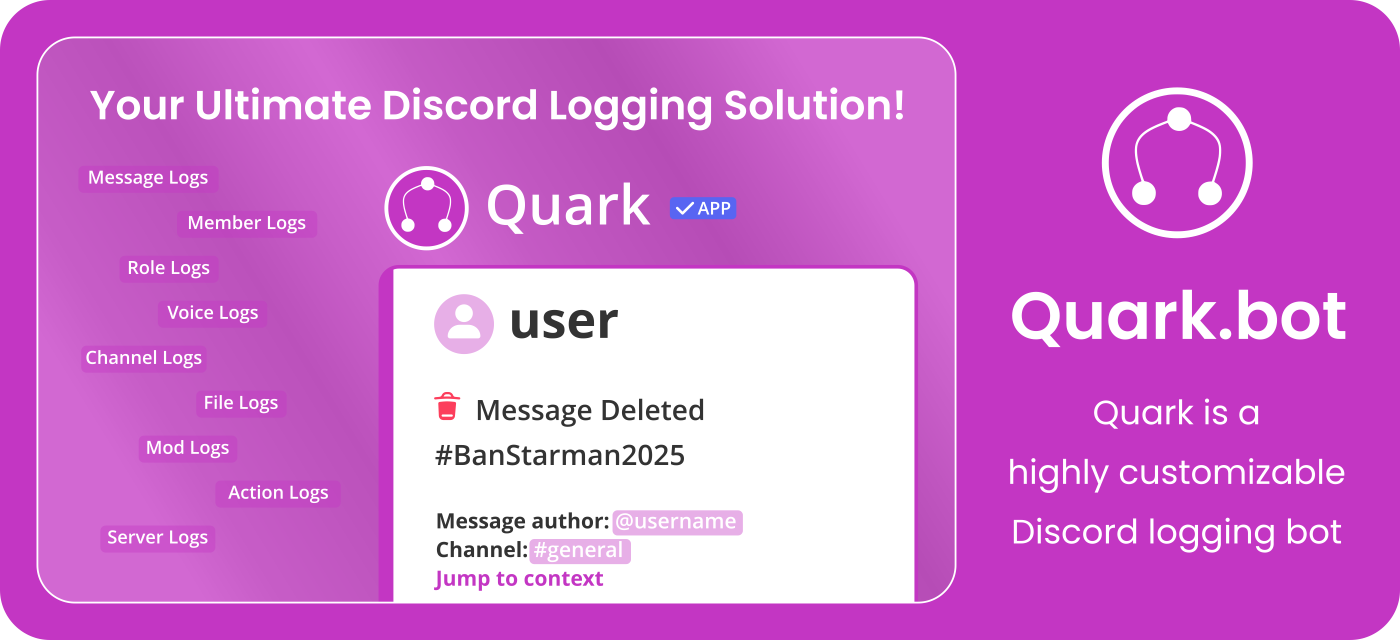 Your Ultimate Discord Logging Solution!
Message Logs
Member Logs
Role Logs
Voice Logs
Channel Logs
File Logs
Mod Logs
Action Logs
Server Logs
Quark APP
user
Message Deleted
#BanStarman2025
Message author: @username
Channel: #general
Jump to context
Quark.bot
Quark is a
highly customizable
Discord logging bot